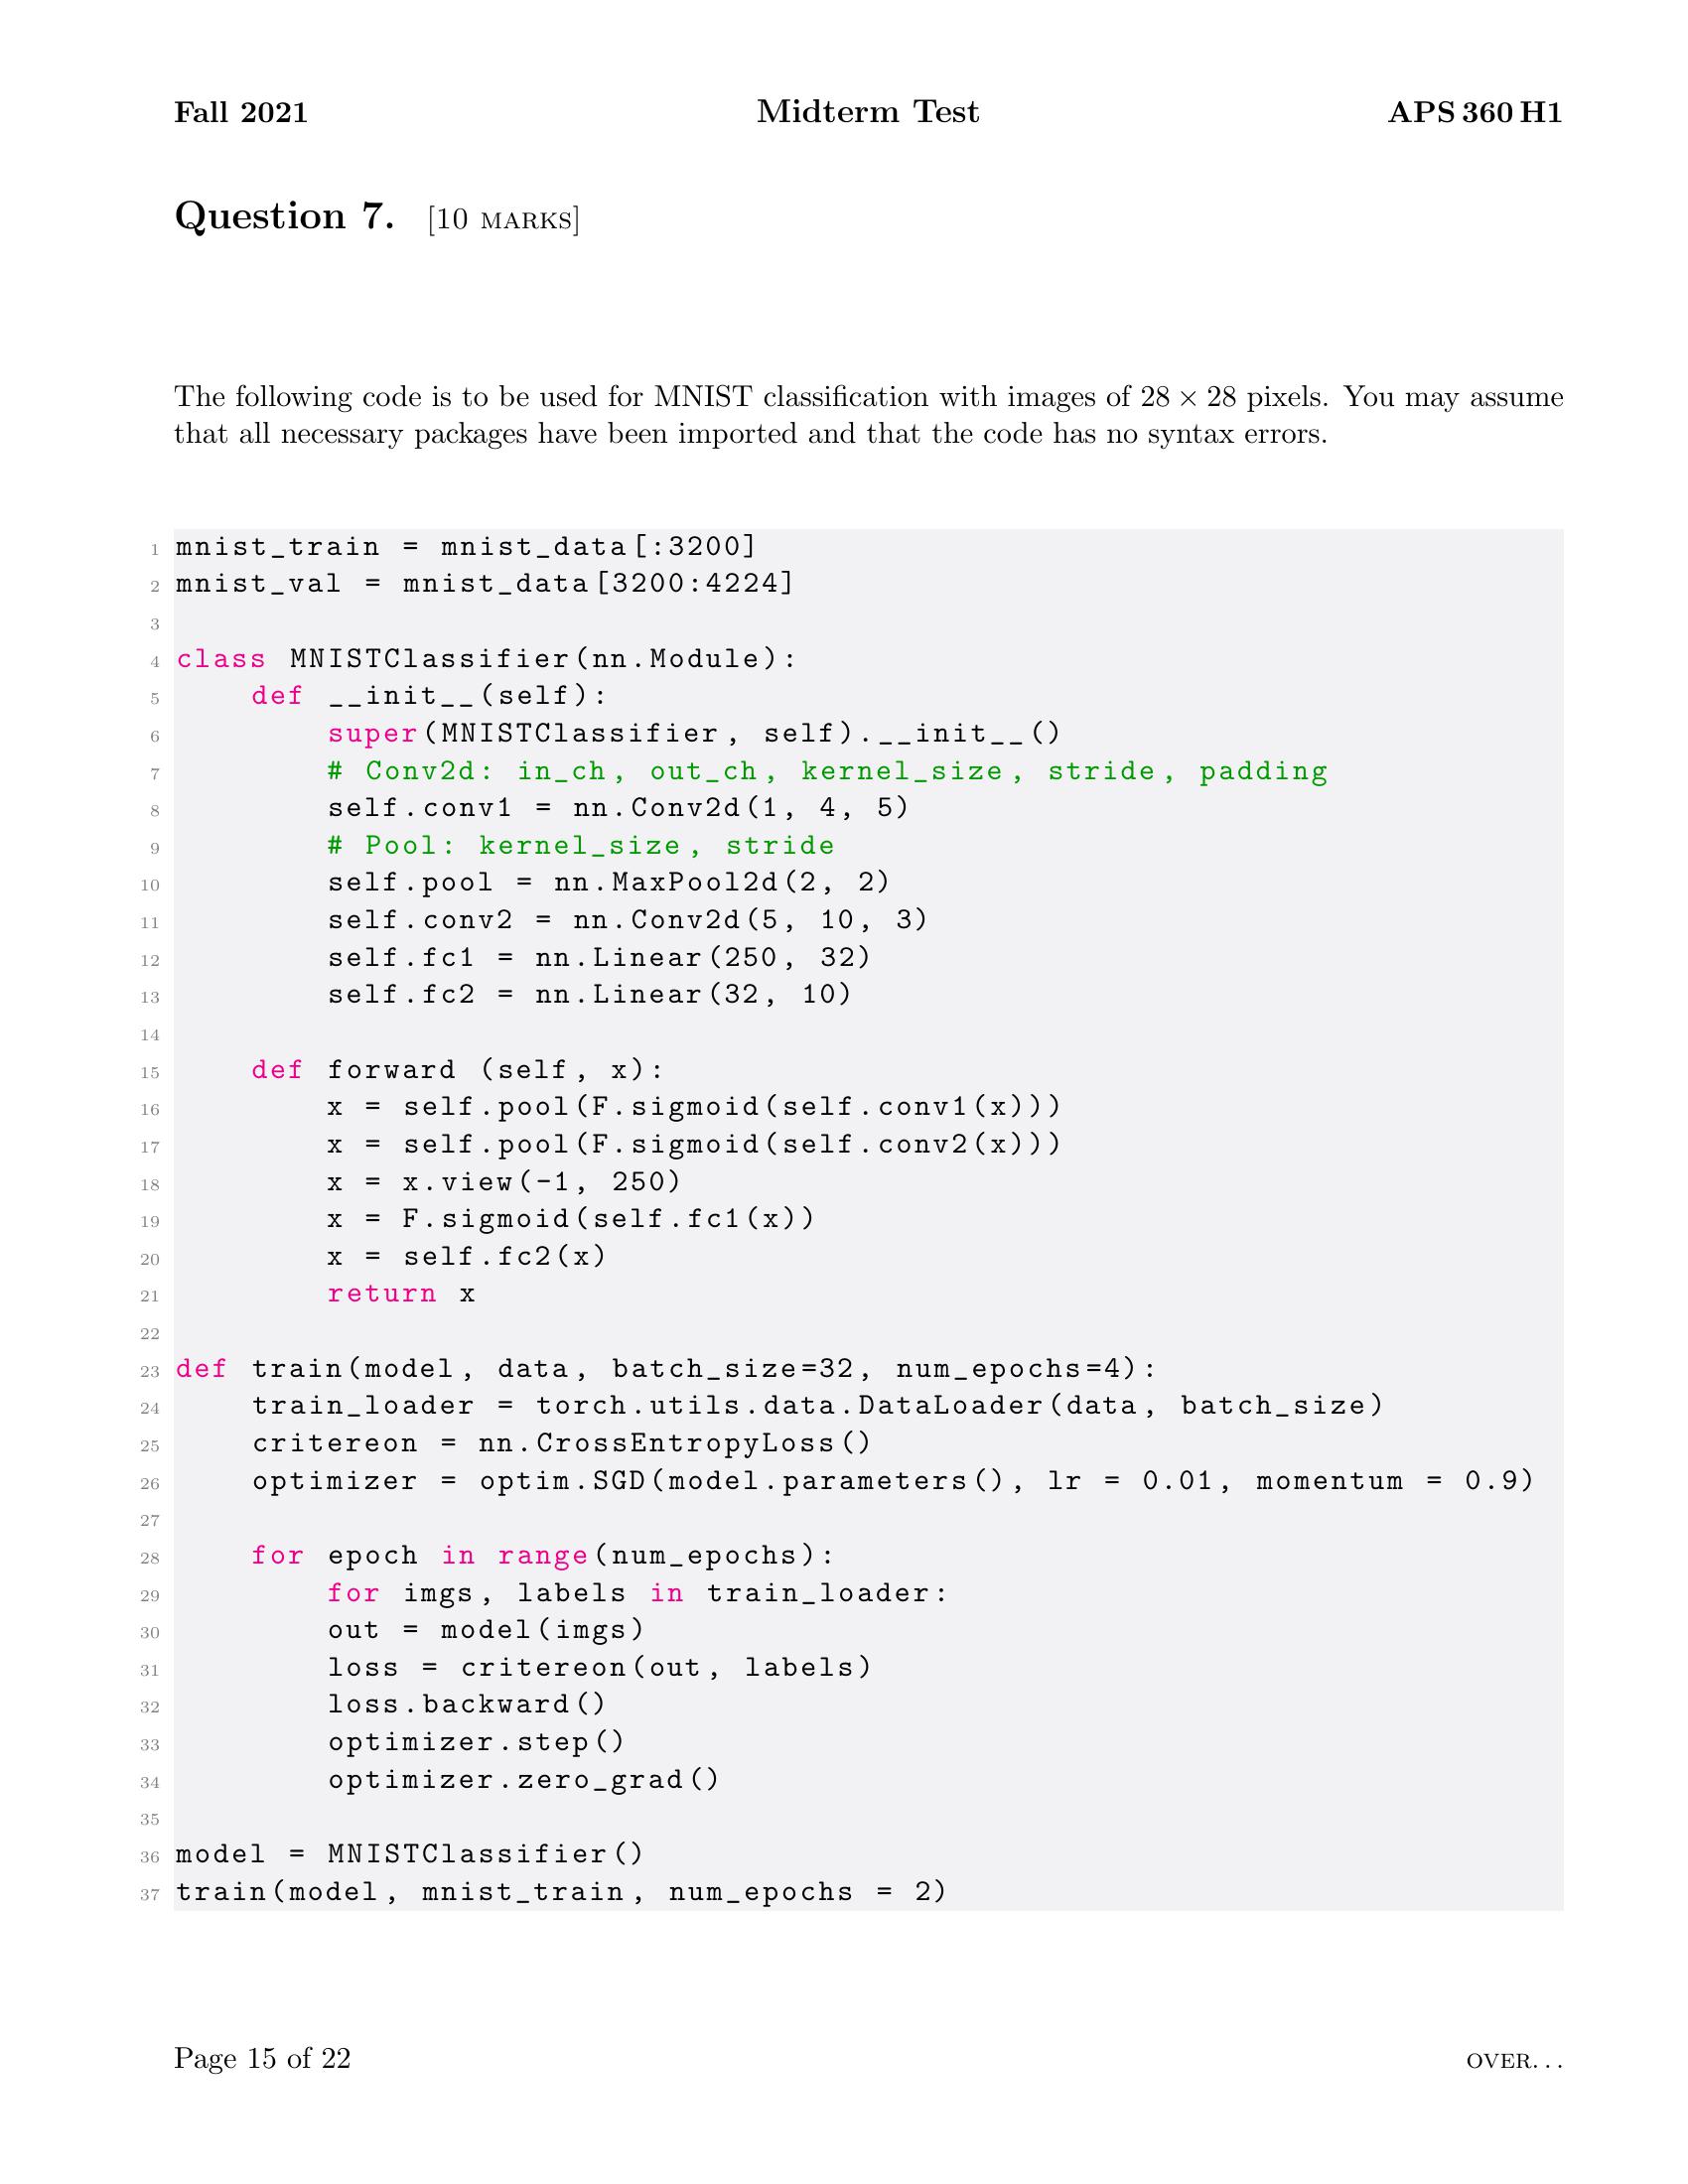 Fall 2021 Midterm Test APS 360 H1
Question 7. [10 MARKS]
The following code is to be used for MNIST classification with images of 28 × 28 pixels. You may assume
that all necessary packages have been imported and that the code has no syntax errors.
1 mnist_train = mnist_data[:3200]
2 mnist_val = mnist_data[3200:4224]
3
4 class MNISTClassifier(nn.Module):
5     def __init__(self):
6         super(MNISTClassifier, self).__init__()
7         # Conv2d: in_ch, out_ch, kernel_size, stride, padding
8         self.conv1 = nn.Conv2d(1, 4, 5)
9         # Pool: kernel_size, stride
10         self.pool = nn.MaxPool2d(2, 2)
11         self.conv2 = nn.Conv2d(5, 10, 3)
12         self.fc1 = nn.Linear(250, 32)
13         self.fc2 = nn.Linear(32, 10)
14
15     def forward (self, x):
16         x = self.pool(F.sigmoid(self.conv1(x)))
17         x = self.pool(F.sigmoid(self.conv2(x)))
18         x = x.view(-1, 250)
19         x = F.sigmoid(self.fc1(x))
20         x = self.fc2(x)
21         return x
22
23 def train(model, data, batch_size=32, num_epochs=4):
24     train_loader = torch.utils.data.DataLoader(data, batch_size)
25     critereon = nn.CrossEntropyLoss()
26     optimizer = optim.SGD(model.parameters(), lr = 0.01, momentum = 0.9)
27
28     for epoch in range(num_epochs):
29         for imgs, labels in train_loader:
30         out = model(imgs)
31         loss = critereon(out, labels)
32         loss.backward()
33         optimizer.step()
34         optimizer.zero_grad()
35
36 model = MNISTClassifier()
37 train(model, mnist_train, num_epochs = 2)
Page 15 of 22 OVER...